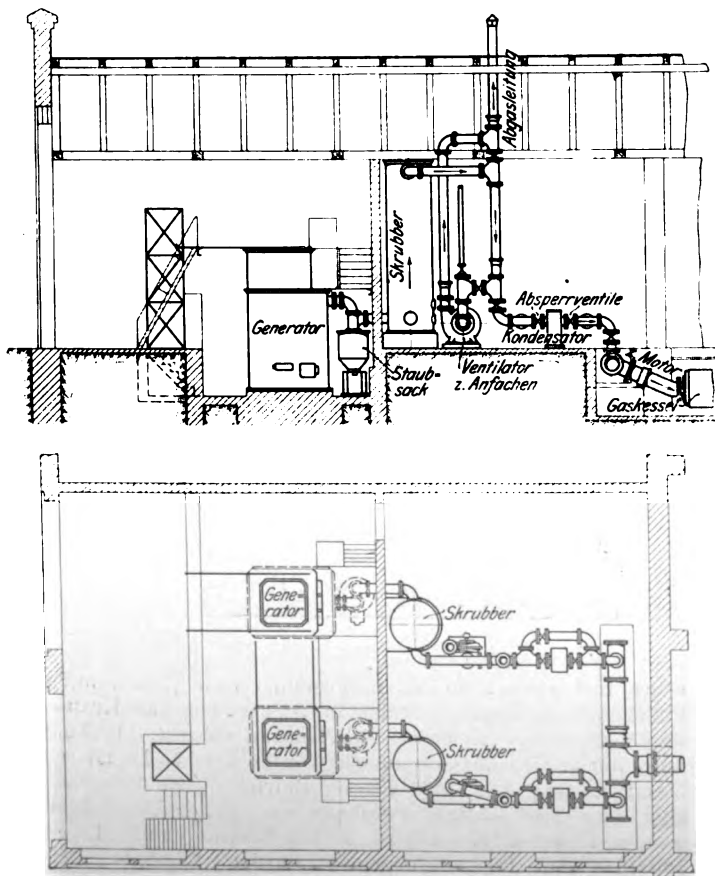 Abgasleitung
Skrubber
Generator
Absperrventile
Kondensator
z. Motor
Staub-
sack
Ventilator
z. Anfachen
Gaskessel
Gene-
rator
Skrubber
Gene-
rator
Skrubber